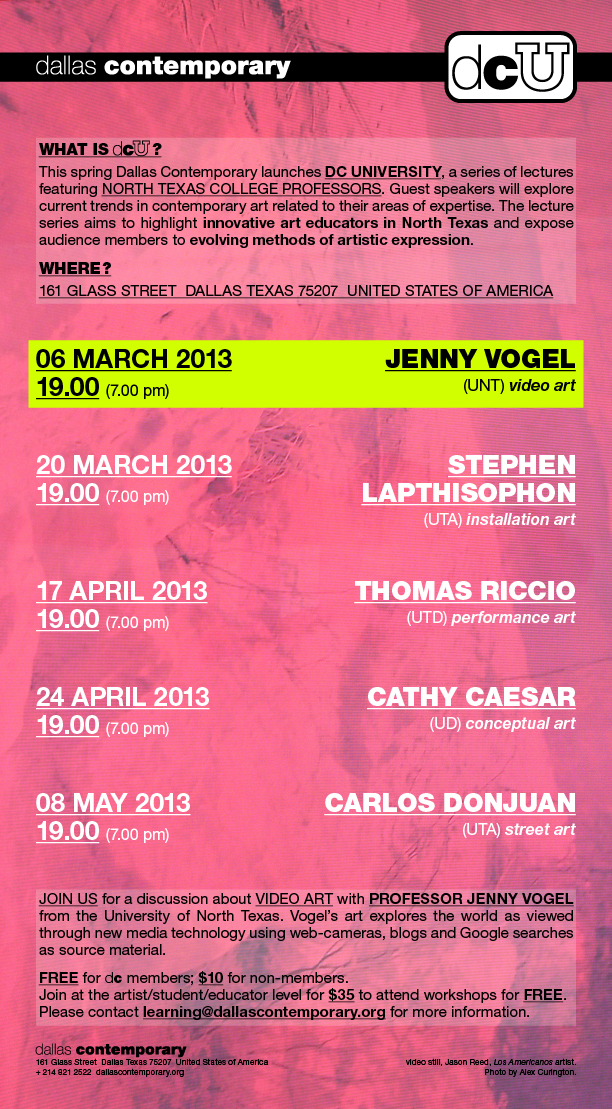 dallas contemporary
dcU
WHAT IS dcU?
This spring Dallas Contemporary launches DC UNIVERSITY, a series of lectures
featuring NORTH TEXAS COLLEGE PROFESSORS. Guest speakers will explore
current trends in contemporary art related to their areas of expertise. The lecture
series aims to highlight innovative art educators in North Texas and expose
audience members to evolving methods of artistic expression.
WHERE?
161 GLASS STREET DALLAS TEXAS 75207 UNITED STATES OF AMERICA
06 MARCH 2013 JENNY VOGEL
19.00 (7.00 pm) (UNT) video art
20 MARCH 2013 STEPHEN
19.00 (7.00 pm) LAPTHISOPHON
(UTA) installation art
17 APRIL 2013 THOMAS RICCIO
19.00 (7.00 pm) (UTD) performance art
24 APRIL 2013 CATHY CAESAR
19.00 (7.00 pm) (UD) conceptual art
08 MAY 2013 CARLOS DONJUAN
19.00 (7.00 pm) (UTA) street art
JOIN US for a discussion about VIDEO ART with PROFESSOR JENNY VOGEL
from the University of North Texas. Vogel's art explores the world as viewed
through new media technology using web-cameras, blogs and Google searches
as source material.
FREE for dc members; $10 for non-members.
Join at the artist/student/educator level for $35 to attend workshops for FREE.
Please contact learning@dallascontemporary.org for more information.
dallas contemporary
161 Glass Street Dallas Texas 75207 United States of America
+ 214 821 2522 dallascontemporary.org
video still, Jason Reed, Los Americanos artist.
Photo by Alex Curington.